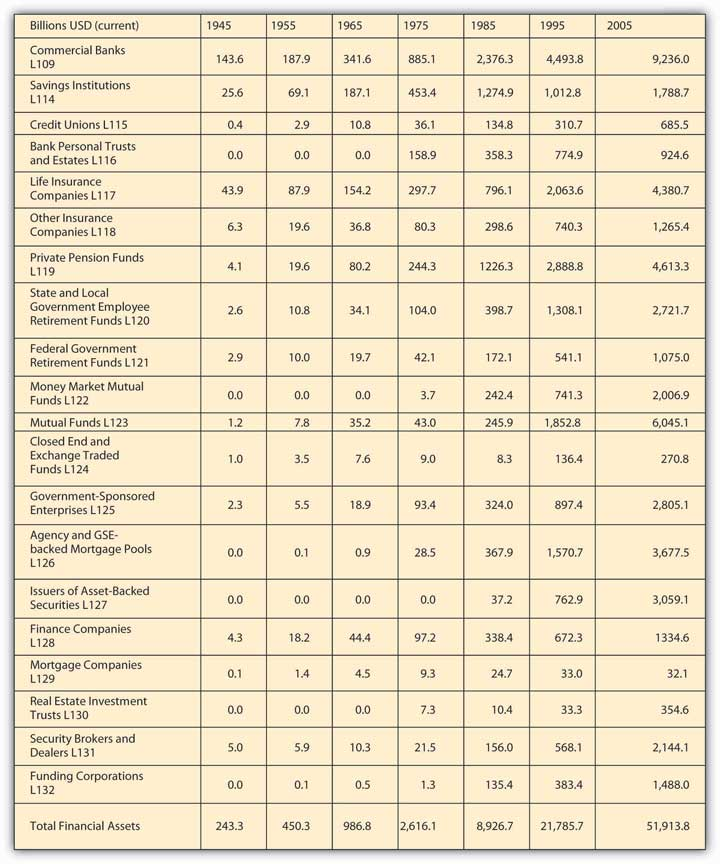 Billions USD (current) 1945 1955 1965 1975 1985 1995 2005
Commercial Banks
L109 143.6 187.9 341.6 885.1 2,376.3 4,493.8 9,236.0
Savings Institutions
L114 25.6 69.1 187.1 453.4 1,274.9 1,012.8 1,788.7
Credit Unions L115 0.4 2.9 10.8 36.1 134.8 310.7 685.5
Bank Personal Trusts
and Estates L116 0.0 0.0 0.0 158.9 358.3 774.9 924.6
Life Insurance
Companies L117 43.9 87.9 154.2 297.7 796.1 2,063.6 4,380.7
Other Insurance
Companies L118 6.3 19.6 36.8 80.3 298.6 740.3 1,265.4
Private Pension Funds
L119 4.1 19.6 80.2 244.3 1226.3 2,888.8 4,613.3
State and Local
Government Employee
Retirement Funds L120 2.6 10.8 34.1 104.0 398.7 1,308.1 2,721.7
Federal Government
Retirement Funds L121 2.9 10.0 19.7 42.1 172.1 541.1 1,075.0
Money Market Mutual
Funds L122 0.0 0.0 0.0 3.7 242.4 741.3 2,006.9
Mutual Funds L123 1.2 7.8 35.2 43.0 245.9 1,852.8 6,045.1
Closed End and
Exchange Traded
Funds L124 1.0 3.5 7.6 9.0 8.3 136.4 270.8
Government-Sponsored
Enterprises L125 2.3 5.5 18.9 93.4 324.0 897.4 2,805.1
Agency and GSE-
backed Mortgage Pools
L126 0.0 0.1 0.9 28.5 367.9 1,570.7 3,677.5
Issuers of Asset-Backed
Securities L127 0.0 0.0 0.0 0.0 37.2 762.9 3,059.1
Finance Companies
L128 4.3 18.2 44.4 97.2 338.4 672.3 1334.6
Mortgage Companies
L129 0.1 1.4 4.5 9.3 24.7 33.0 32.1
Real Estate Investment
Trusts L130 0.0 0.0 0.0 7.3 10.4 33.3 354.6
Security Brokers and
Dealers L131 5.0 5.9 10.3 21.5 156.0 568.1 2,144.1
Funding Corporations
L132 0.0 0.1 0.5 1.3 135.4 383.4 1,488.0
Total Financial Assets 243.3 450.3 986.8 2,616.1 8,926.7 21,785.7 51,913.8